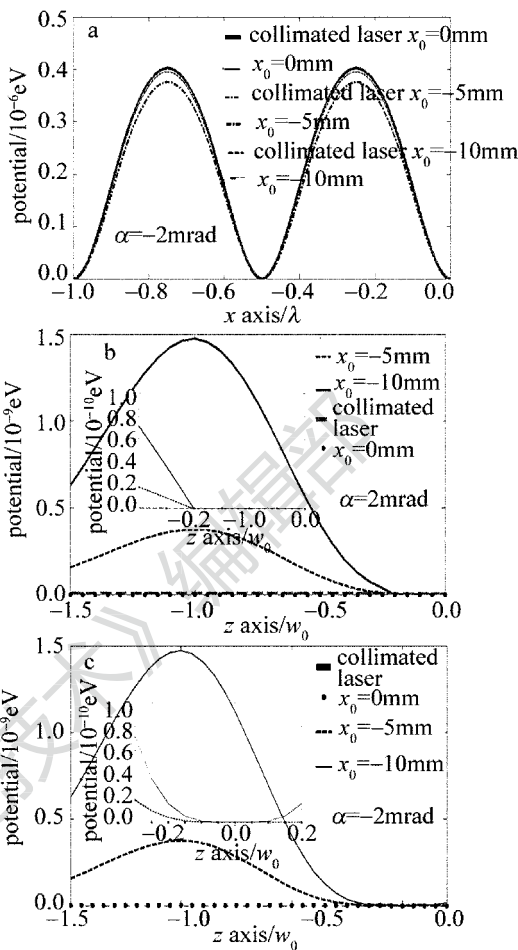 a
collimated laser x₀=0mm
x₀=0mm
collimated laser x₀=−5mm
x₀=−5mm
collimated laser x₀=−10mm
x₀=−10mm
α=−2mrad
potential/10⁻⁶eV
0.5
0.4
0.3
0.2
0.1
0.0
−1.0 −0.8 −0.6 −0.4 −0.2 0.0
x axis/λ
b
x₀=−5mm
x₀=−10mm
collimated
laser
x₀=0mm
α=2mrad
potential/10⁻⁹eV
1.5
1.0
0.5
0.0
potential/10⁻¹⁰eV
1.0
0.8
0.6
0.4
0.2
0.0
−0.2 −1.0 0.0
z axis/w₀
−1.5 −1.0 −0.5 0.0
z axis/w₀
c
collimated
laser
x₀=0mm
x₀=−5mm
x₀=−10mm
α=−2mrad
potential/10⁻⁹eV
1.5
1.0
0.5
0.0
potential/10⁻¹⁰eV
1.0
0.8
0.6
0.4
0.2
0.0
−0.2 0.0 0.2
z axis/w₀
−1.5 −1.0 −0.5 0.0
z axis/w₀
技术》编辑部